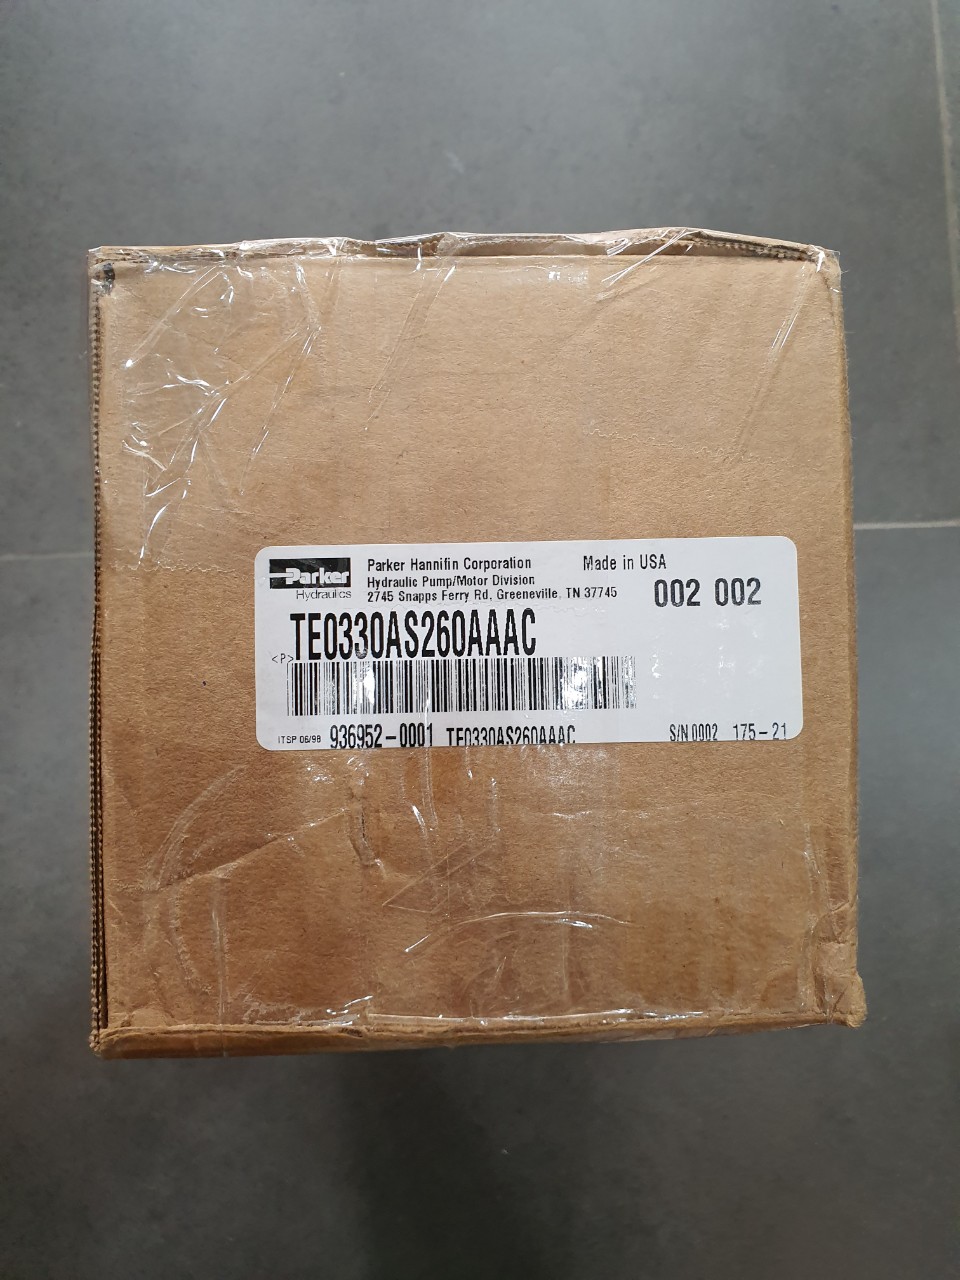 Parker
Hydraulics
Parker Hannifin Corporation
Hydraulic Pump/Motor Division
2745 Snapps Ferry Rd, Greeneville, TN 37745
Made in USA
002 002
TE0330AS260AAAC
<P>
ITSP 06/98 936952-0001 TE0330AS260AAAC S/N 0002 175-21